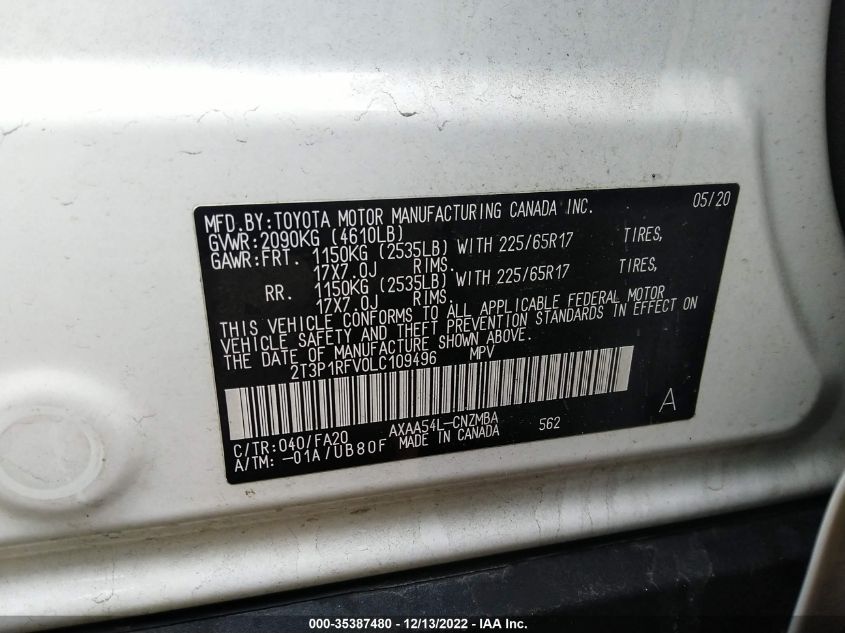 MFD.BY:TOYOTA MOTOR MANUFACTURING CANADA INC. 05/20
GVWR:2090KG (4610LB)
GAWR:FRT. 1150KG (2535LB) WITH 225/65R17 TIRES,
17X7.0J RIMS.
RR. 1150KG (2535LB) WITH 225/65R17 TIRES,
17X7.0J RIMS.
THIS VEHICLE CONFORMS TO ALL APPLICABLE FEDERAL MOTOR
VEHICLE SAFETY AND THEFT PREVENTION STANDARDS IN EFFECT ON
THE DATE OF MANUFACTURE SHOWN ABOVE.
2T3P1RFV0LC109496 MPV
C/TR:040/FA20 AXAA54L-CNZMBA 562 A
A/TM:-01A/UB80F MADE IN CANADA
000-35387480 - 12/13/2022 - IAA Inc.